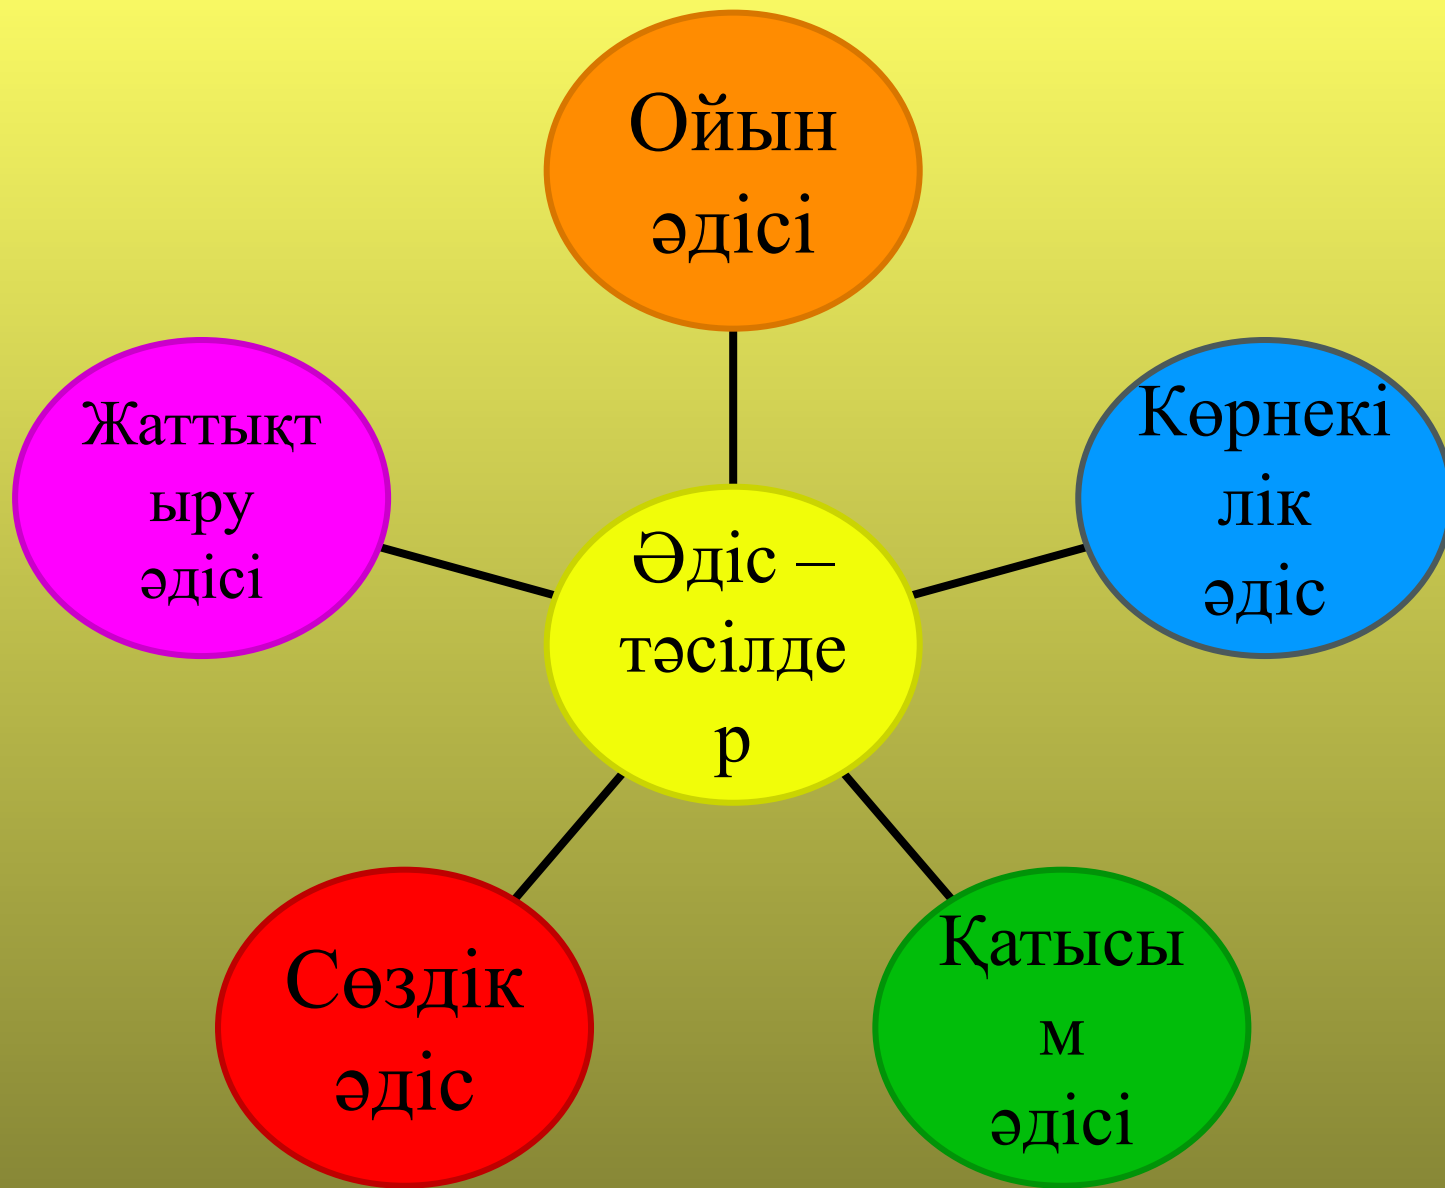 Ойын
әдісі
Жаттықт
ыру
әдісі
Көрнекі
лік
әдіс
Әдіс –
тәсілде
р
Сөздік
әдіс
Қатысы
м
әдісі